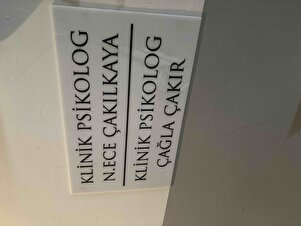 KLİNİK PSİKOLOG
N.ECE ÇAKILKAYA
KLİNİK PSİKOLOG
ÇAĞLA ÇAKIR